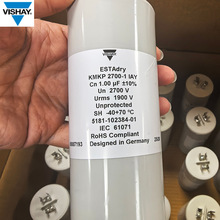 VISHAY.
VISHAY
ESTAdry
KMKP 2700-1 IAY
Cn 1.00 µF ±10%
Un 2700 V
Urms 1900 V
Unprotected
SH -40+70 °C
5181-102384-01
IEC 61071
RoHS Compliant
Designed in Germany